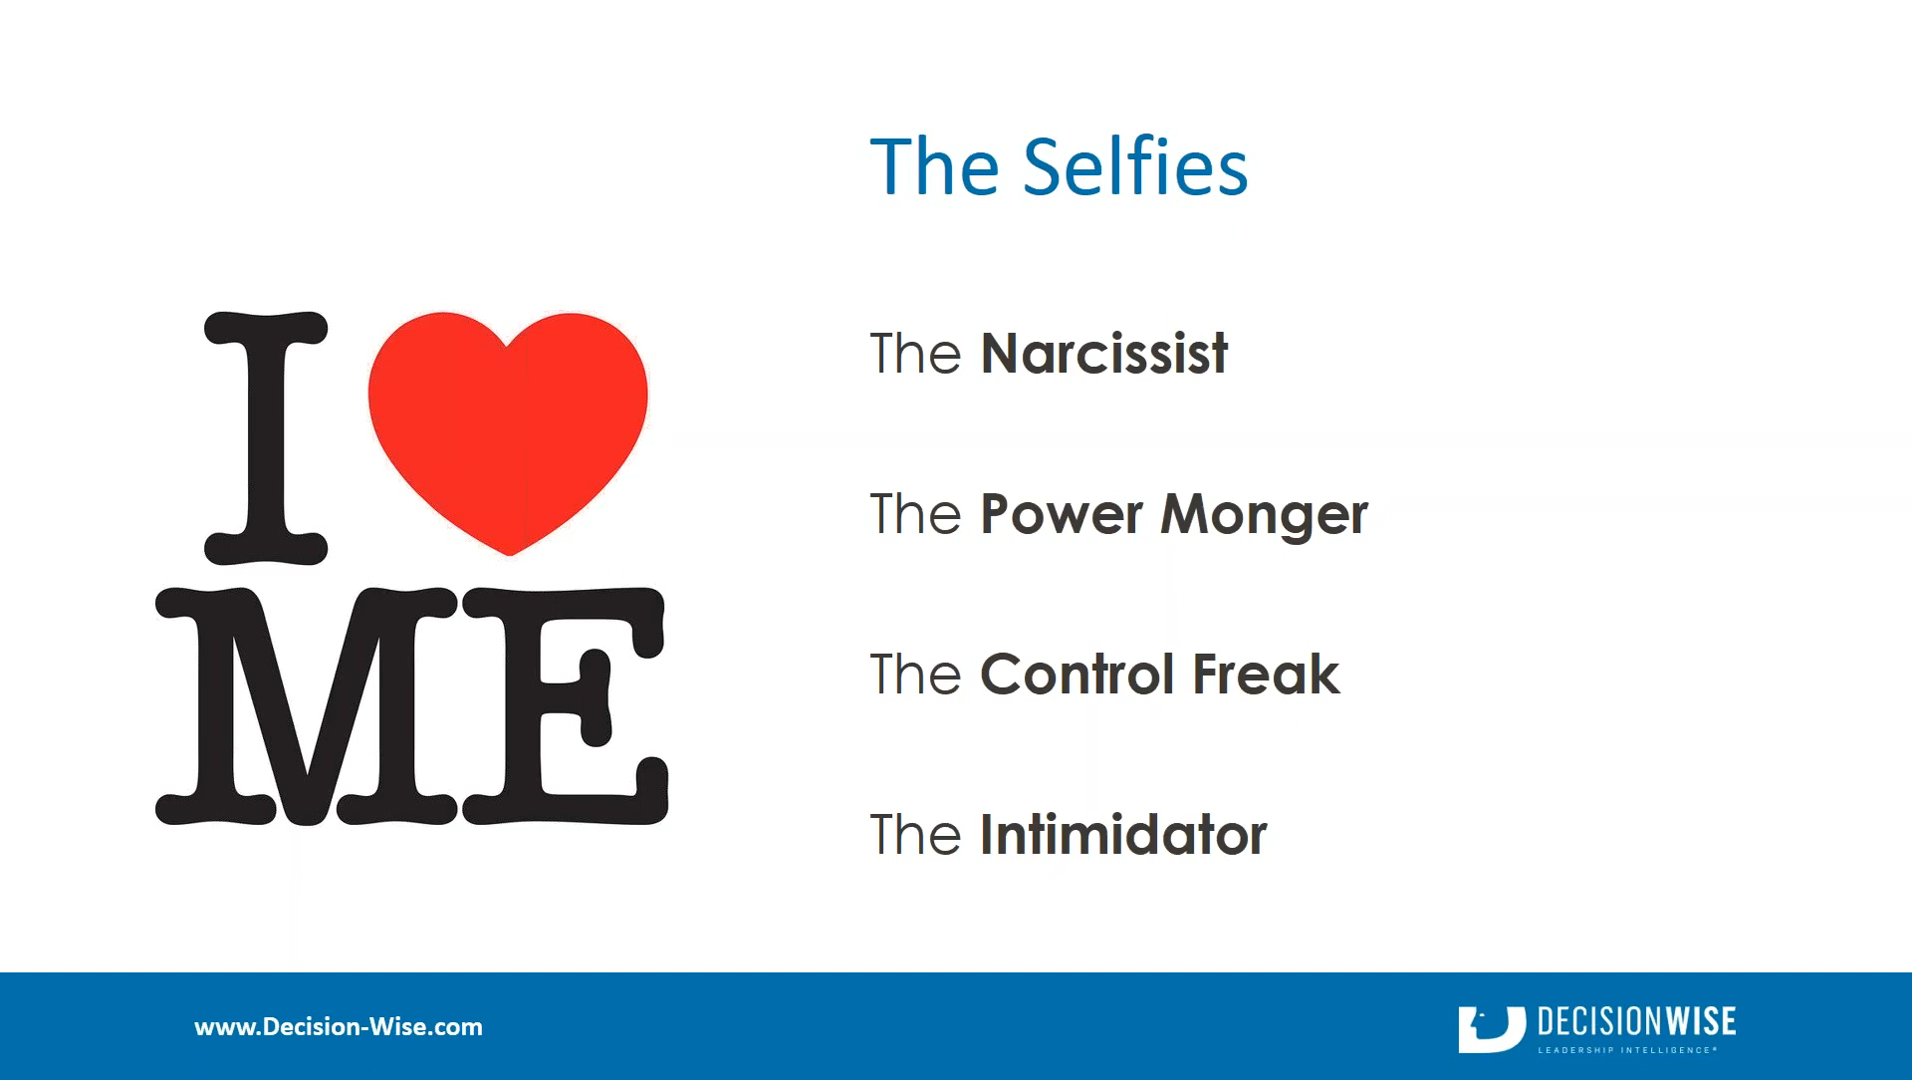 The Selfies
I
ME
The Narcissist
The Power Monger
The Control Freak
The Intimidator
www.Decision-Wise.com
DECISIONWISE
LEADERSHIP INTELLIGENCE®